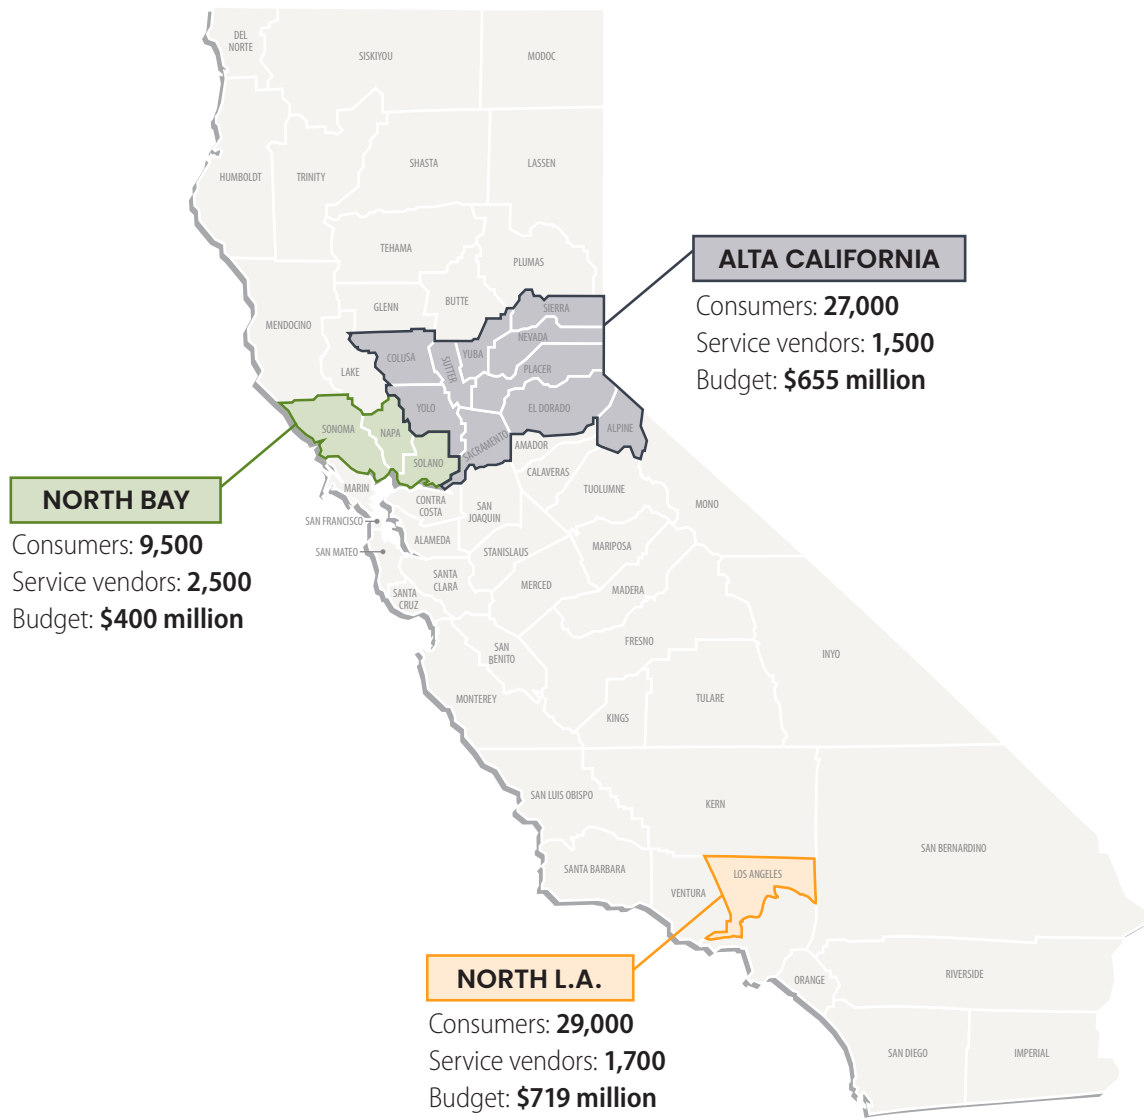 DEL
NORTE
SISKIYOU
MODOC
HUMBOLDT
TRINITY
SHASTA
LASSEN
TEHAMA
PLUMAS
GLENN
BUTTE
MENDOCINO
LAKE
COLUSA
SUTTER
YUBA
SIERRA
NEVADA
PLACER
YOLO
EL DORADO
SACRAMENTO
ALPINE
SONOMA
NAPA
SOLANO
AMADOR
ALTA CALIFORNIA
Consumers: 27,000
Service vendors: 1,500
Budget: $655 million
NORTH BAY
Consumers: 9,500
Service vendors: 2,500
Budget: $400 million
MARIN
SAN FRANCISCO
SAN MATEO
CONTRA
COSTA
ALAMEDA
SAN
JOAQUIN
CALAVERAS
TUOLUMNE
MONO
STANISLAUS
MARIPOSA
SANTA
CLARA
SANTA
CRUZ
MERCED
MADERA
SAN
BENITO
FRESNO
INYO
MONTEREY
KINGS
TULARE
SAN LUIS OBISPO
KERN
SAN BERNARDINO
SANTA BARBARA
VENTURA
LOS ANGELES
ORANGE
RIVERSIDE
SAN DIEGO
IMPERIAL
NORTH L.A.
Consumers: 29,000
Service vendors: 1,700
Budget: $719 million